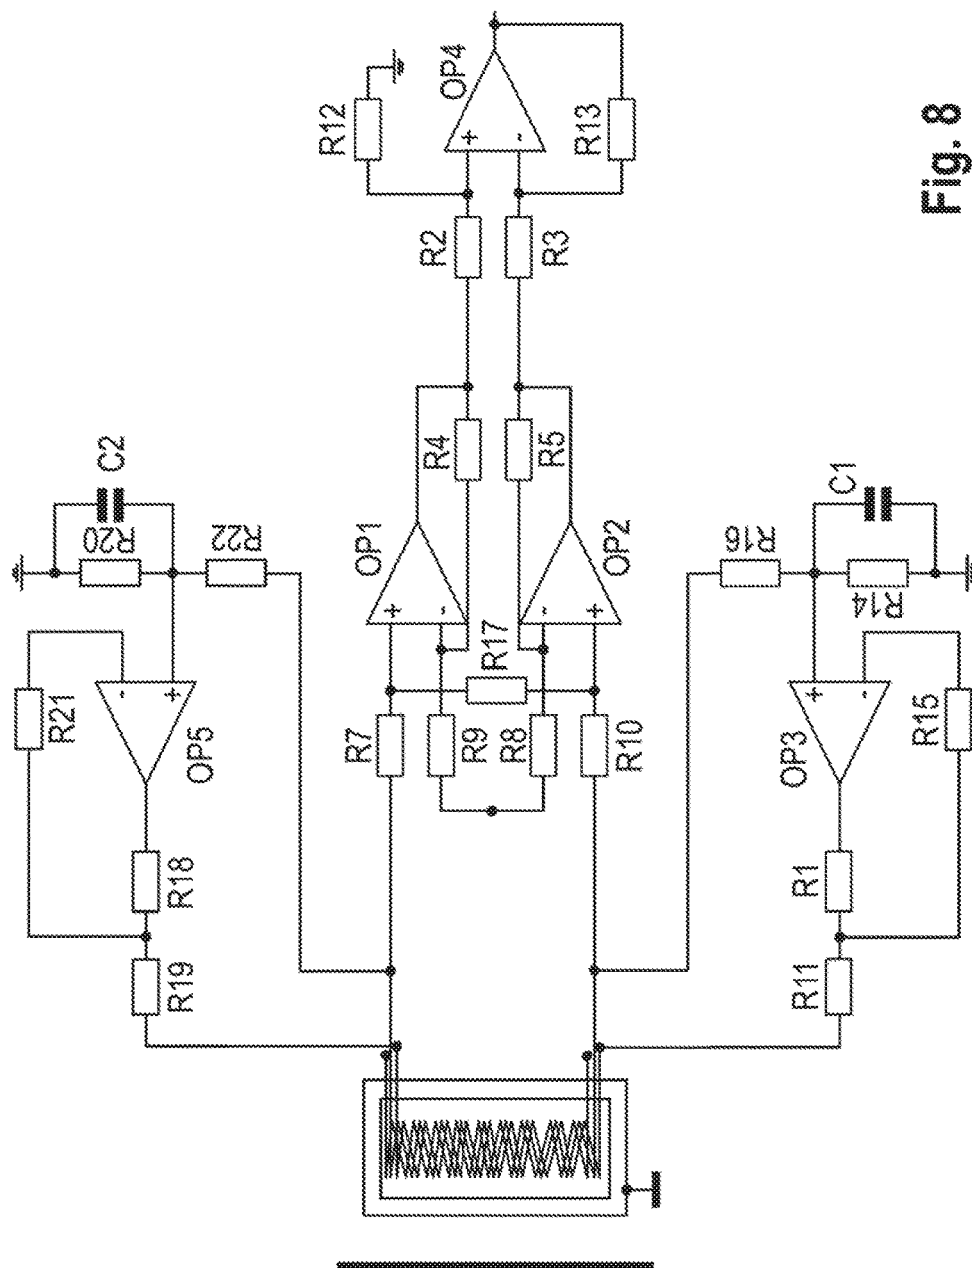 R12
OP4
R13
Fig. 8
R2
R3
C2
R20
R22
OP1
R4
R5
OP2
R16
C1
R14
R21
OP5
R7
R9
R17
R8
R10
OP3
R15
R18
R1
R19
R11
+
-
+
-
-
+
-
+
+
-